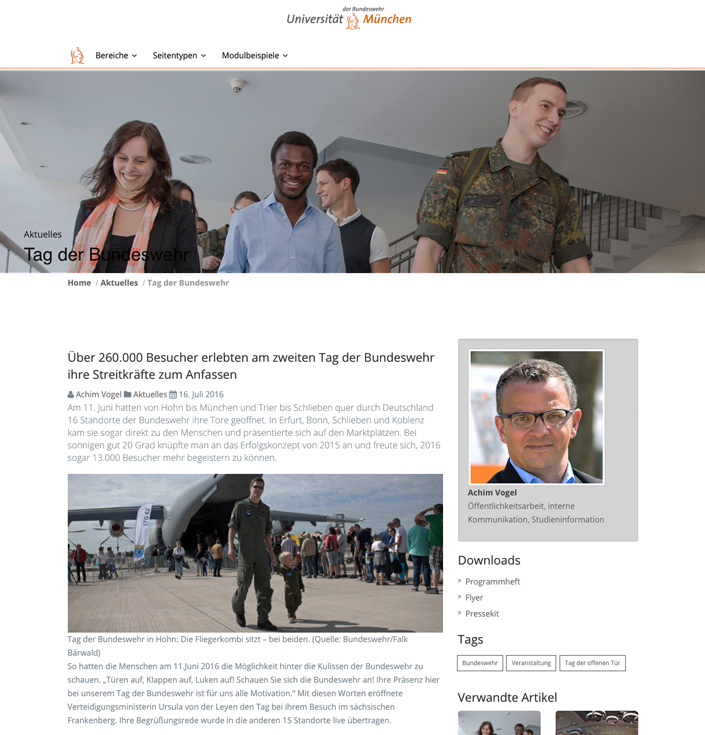 der Bundeswehr
Universität München
Bereiche Seitentypen Modulbeispiele
Aktuelles
Tag der Bundeswehr
Home / Aktuelles / Tag der Bundeswehr
Über 260.000 Besucher erlebten am zweiten Tag der Bundeswehr
ihre Streitkräfte zum Anfassen
Achim Vogel Aktuelles 16. Juli 2016
Am 11. Juni hatten von Hohn bis München und Trier bis Schlieben quer durch Deutschland
16 Standorte der Bundeswehr ihre Tore geöffnet. In Erfurt, Bonn, Schlieben und Koblenz
kam sie sogar direkt zu den Menschen und präsentierte sich auf den Marktplätzen. Bei
sonnigen gut 20 Grad knüpfte man an das Erfolgskonzept von 2015 an und freute sich, 2016
sogar 13.000 Besucher mehr begeistern zu können.
LTG 62
Tag der Bundeswehr in Hohn: Die Fliegerkombi sitzt – bei beiden. (Quelle: Bundeswehr/Falk
Bärwald)
So hatten die Menschen am 11.Juni 2016 die Möglichkeit hinter die Kulissen der Bundeswehr zu
schauen. „Türen auf, Klappen auf, Luken auf! Schauen Sie sich die Bundeswehr an! Ihre Präsenz hier
bei unserem Tag der Bundeswehr ist für uns alle Motivation.“ Mit diesen Worten eröffnete
Verteidigungsministerin Ursula von der Leyen den Tag bei ihrem Besuch im sächsischen
Frankenberg. Ihre Begrüßungsrede wurde in die anderen 15 Standorte live übertragen.
Achim Vogel
Öffentlichkeitsarbeit, interne
Kommunikation, Studieninformation
Downloads
» Programmheft
» Flyer
» Pressekit
Tags
Bundeswehr Veranstaltung Tag der offenen Tür
Verwandte Artikel